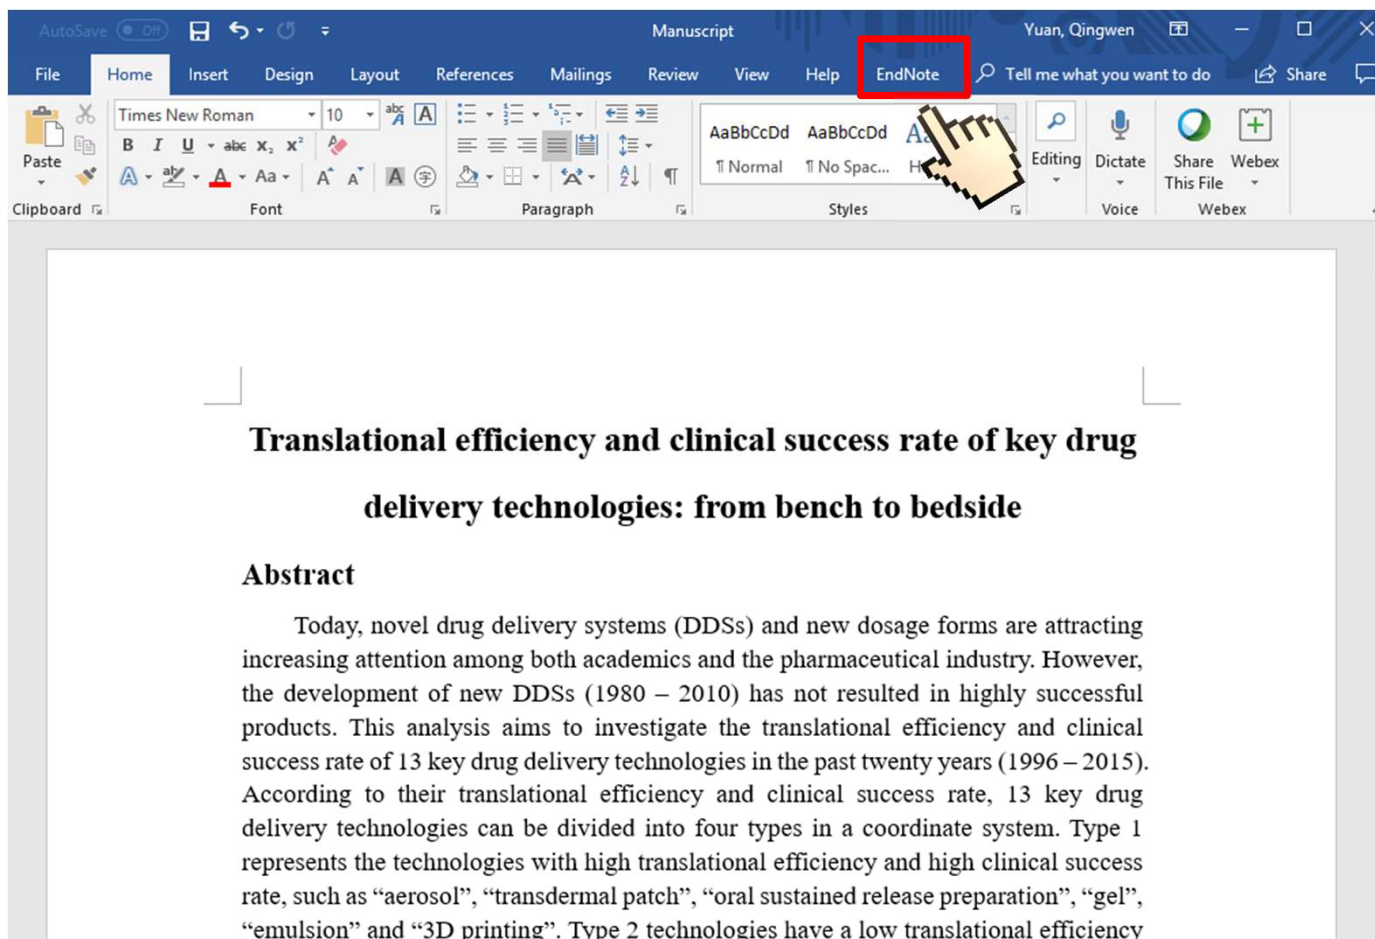 AutoSave Off Manuscript Yuan, Qingwen
File Home Insert Design Layout References Mailings Review View Help EndNote Tell me what you want to do Share
Times New Roman 10 abc A A
B I U abc X₂ X² AaBbCcDd AaBbCcDd
Paste ¶ Normal ¶ No Spac... Editing Dictate Share Webex
A aby A Aa A A A 字 A Z ¶ This File
Clipboard Font Paragraph Styles Voice Webex
Translational efficiency and clinical success rate of key drug
delivery technologies: from bench to bedside
Abstract
Today, novel drug delivery systems (DDSs) and new dosage forms are attracting
increasing attention among both academics and the pharmaceutical industry. However,
the development of new DDSs (1980 – 2010) has not resulted in highly successful
products. This analysis aims to investigate the translational efficiency and clinical
success rate of 13 key drug delivery technologies in the past twenty years (1996 – 2015).
According to their translational efficiency and clinical success rate, 13 key drug
delivery technologies can be divided into four types in a coordinate system. Type 1
represents the technologies with high translational efficiency and high clinical success
rate, such as “aerosol”, “transdermal patch”, “oral sustained release preparation”, “gel”,
“emulsion” and “3D printing”. Type 2 technologies have a low translational efficiency